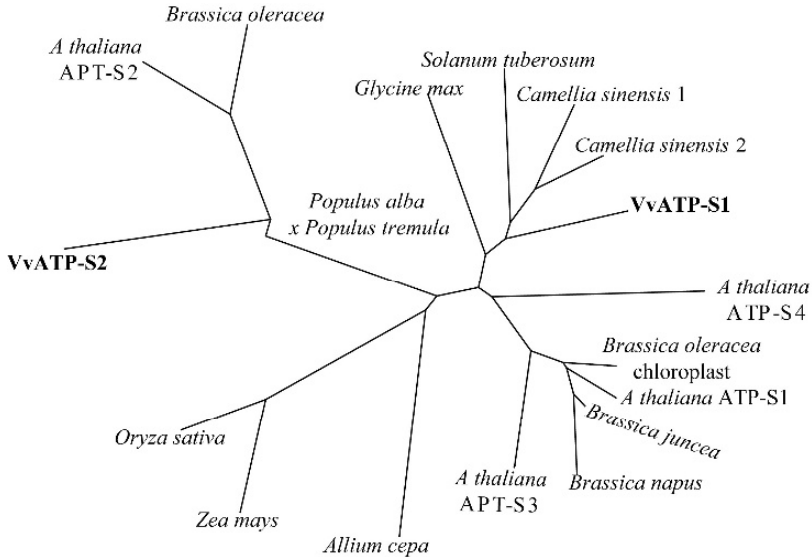 Brassica oleracea
A thaliana
APT-S2
Solanum tuberosum
Glycine max
Camellia sinensis 1
Camellia sinensis 2
Populus alba
x Populus tremula
VvATP-S1
VvATP-S2
A thaliana
ATP-S4
Brassica oleracea
chloroplast
A thaliana ATP-S1
Brassica juncea
Oryza sativa
A thaliana
APT-S3
Brassica napus
Zea mays
Allium cepa